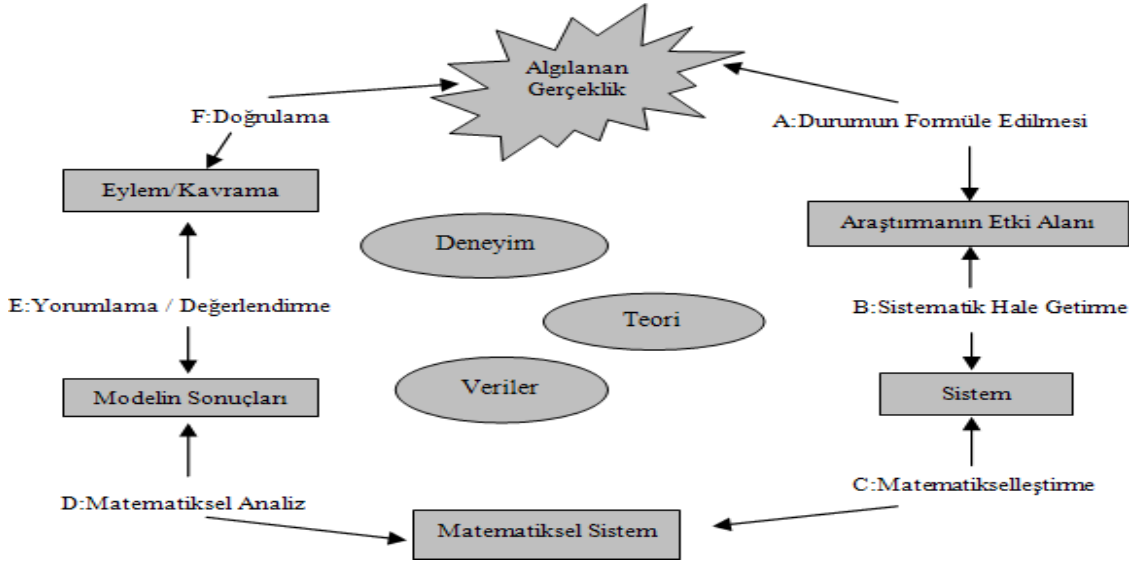 Algılanan
Gerçeklik
F:Doğrulama
A:Durumun Formüle Edilmesi
Eylem/Kavrama
Araştırmanın Etki Alanı
Deneyim
E:Yorumlama / Değerlendirme
B:Sistematik Hale Getirme
Teori
Veriler
Modelin Sonuçları
Sistem
D:Matematiksel Analiz
C:Matematikselleştirme
Matematiksel Sistem